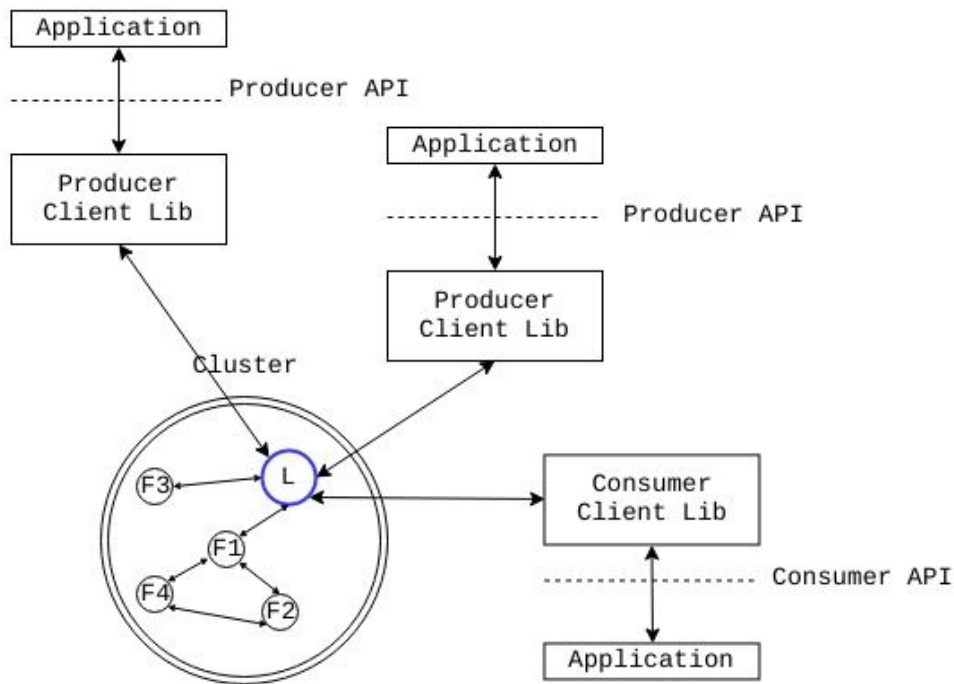 Application
Producer API
Producer
Client Lib
Application
Producer API
Producer
Client Lib
Cluster
L
F3
F1
F4
F2
Consumer
Client Lib
Consumer API
Application